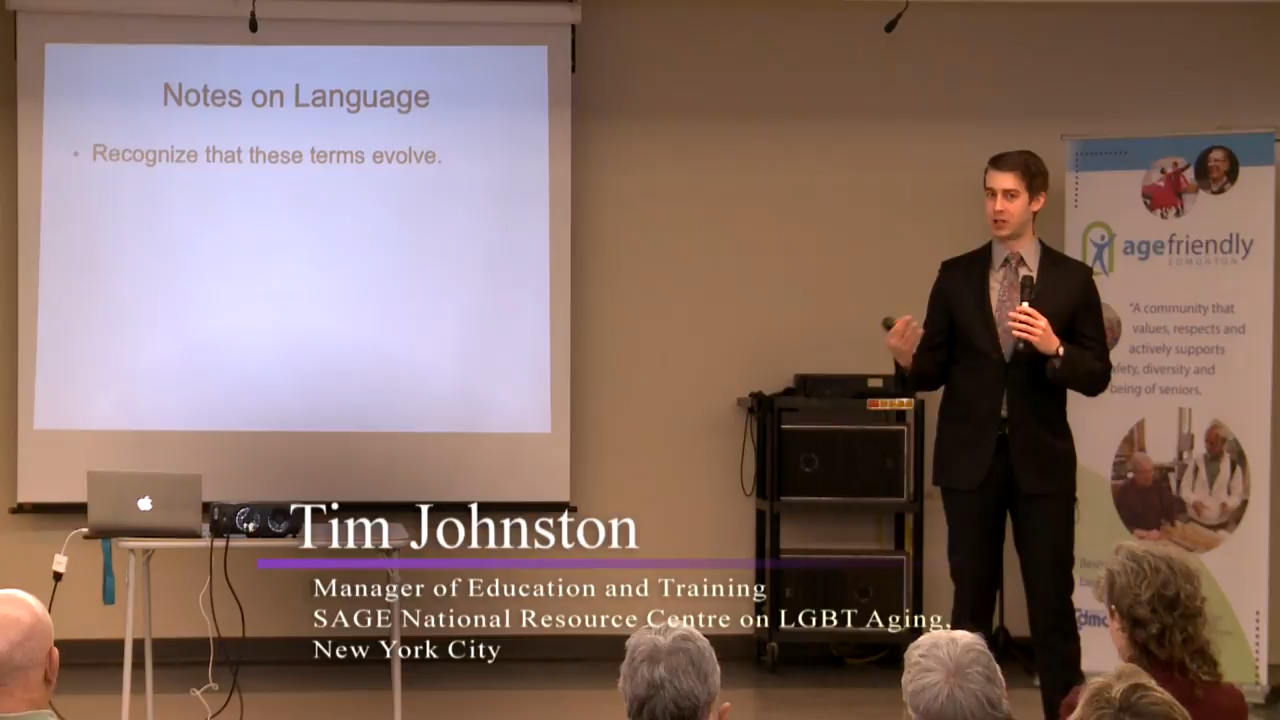 Notes on Language
• Recognize that these terms evolve.
agefriendly
EDMONTON
"A community that
values, respects and
actively supports
diversity and
being of seniors.
Tim Johnston
Manager of Education and Training
SAGE National Resource Centre on LGBT Aging,
New York City